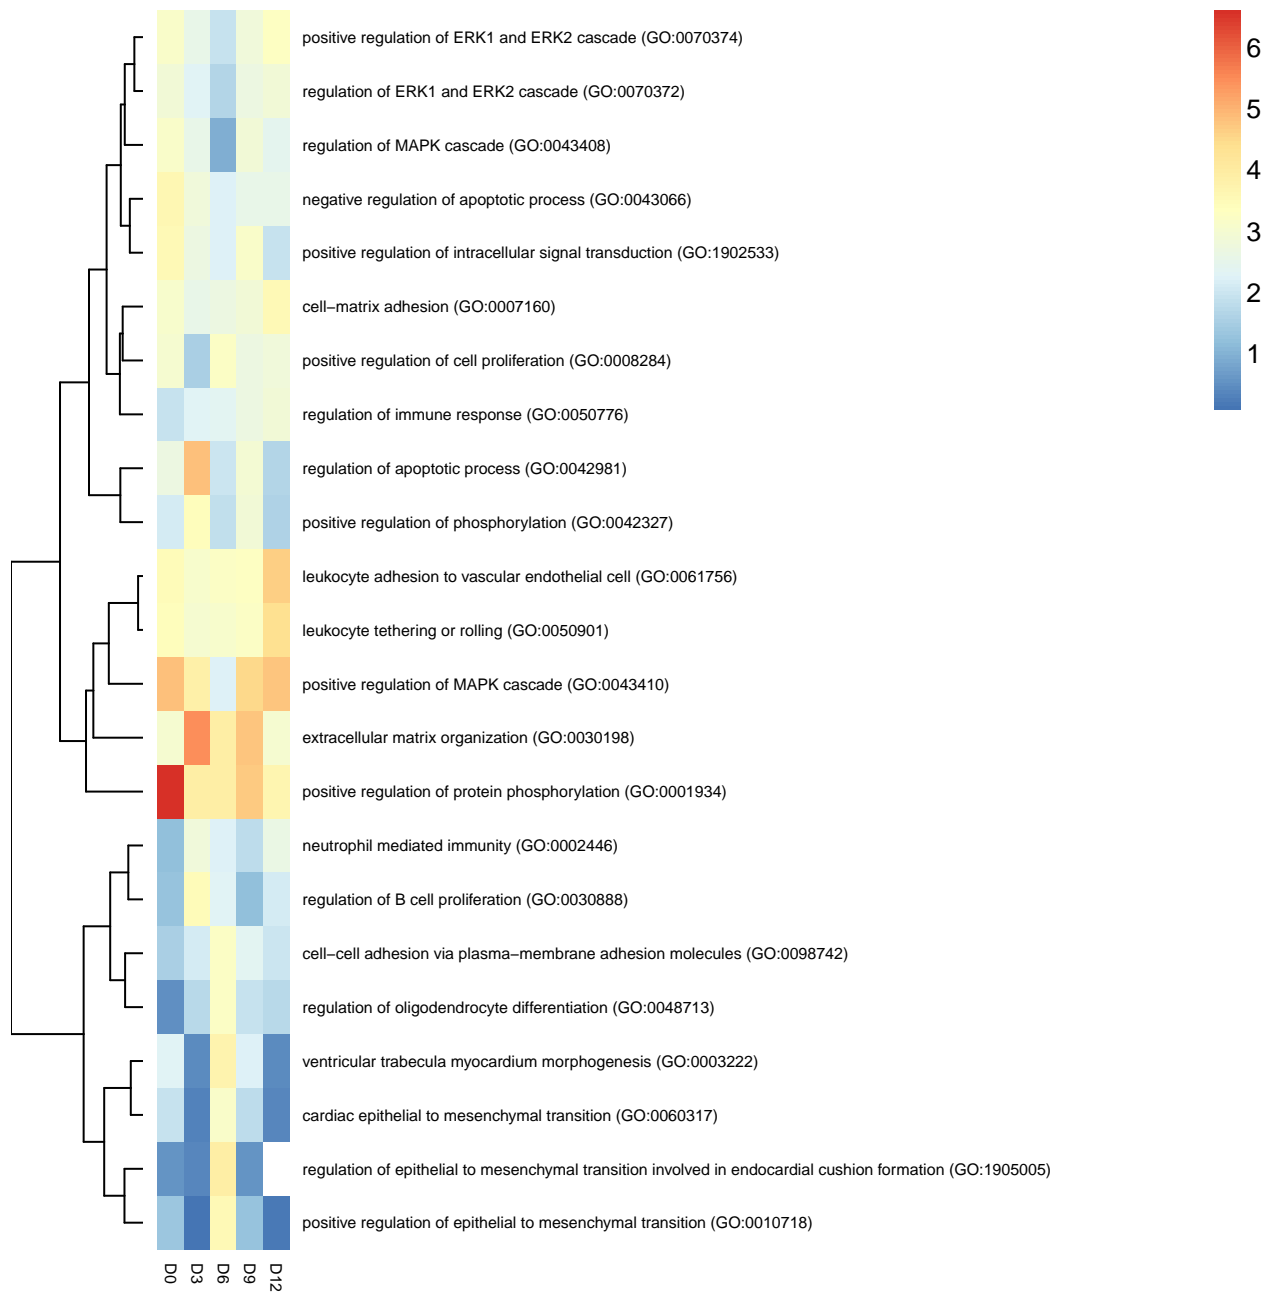 positive regulation of ERK1 and ERK2 cascade (GO:0070374)
regulation of ERK1 and ERK2 cascade (GO:0070372)
regulation of MAPK cascade (GO:0043408)
negative regulation of apoptotic process (GO:0043066)
positive regulation of intracellular signal transduction (GO:1902533)
cell−matrix adhesion (GO:0007160)
positive regulation of cell proliferation (GO:0008284)
regulation of immune response (GO:0050776)
regulation of apoptotic process (GO:0042981)
positive regulation of phosphorylation (GO:0042327)
leukocyte adhesion to vascular endothelial cell (GO:0061756)
leukocyte tethering or rolling (GO:0050901)
positive regulation of MAPK cascade (GO:0043410)
extracellular matrix organization (GO:0030198)
positive regulation of protein phosphorylation (GO:0001934)
neutrophil mediated immunity (GO:0002446)
regulation of B cell proliferation (GO:0030888)
cell−cell adhesion via plasma−membrane adhesion molecules (GO:0098742)
regulation of oligodendrocyte differentiation (GO:0048713)
ventricular trabecula myocardium morphogenesis (GO:0003222)
cardiac epithelial to mesenchymal transition (GO:0060317)
regulation of epithelial to mesenchymal transition involved in endocardial cushion formation (GO:1905005)
positive regulation of epithelial to mesenchymal transition (GO:0010718)
D0
D3
D6
D9
D12
6
5
4
3
2
1